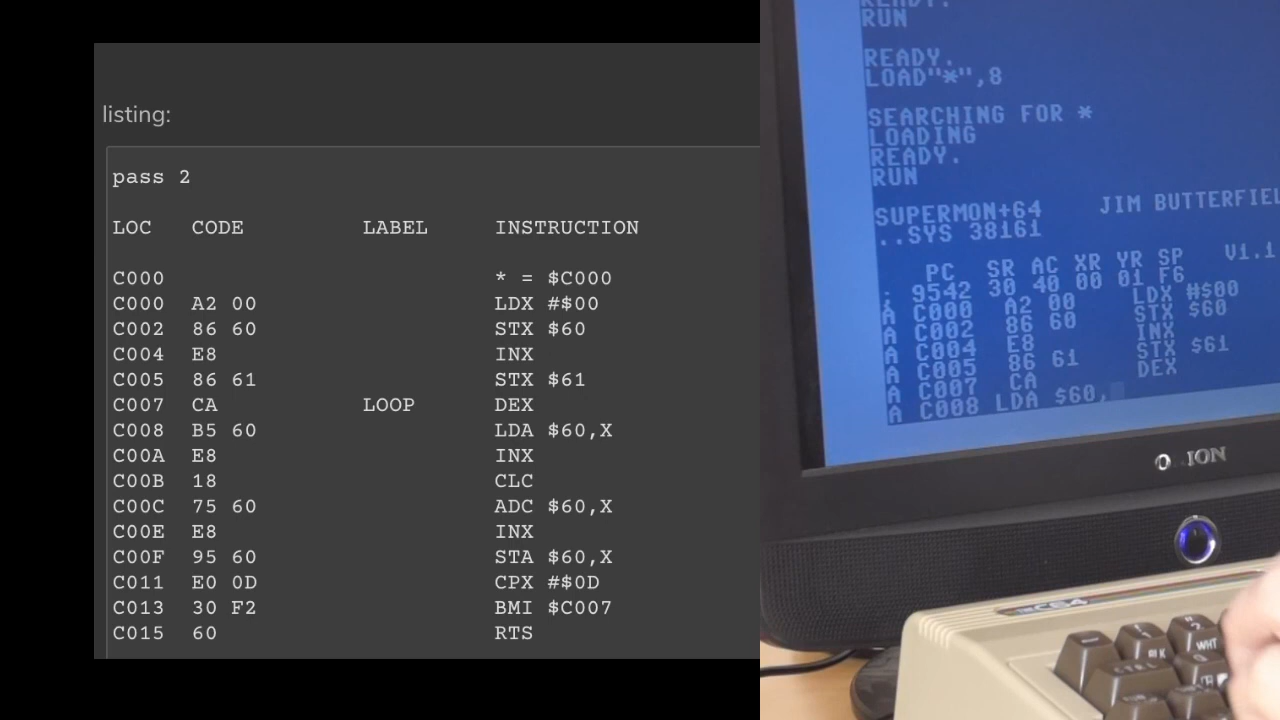 listing:
pass 2
LOC CODE LABEL INSTRUCTION
C000 * = $C000
C000 A2 00 LDX #$00
C002 86 60 STX $60
C004 E8 INX
C005 86 61 STX $61
C007 CA LOOP DEX
C008 B5 60 LDA $60,X
C00A E8 INX
C00B 18 CLC
C00C 75 60 ADC $60,X
C00E E8 INX
C00F 95 60 STA $60,X
C011 E0 0D CPX #$0D
C013 30 F2 BMI $C007
C015 60 RTS
READY.
RUN
READY.
LOAD"*",8
SEARCHING FOR *
LOADING
READY.
RUN
SUPERMON+64 JIM BUTTERFIEL
..SYS 38161
PC SR AC XR YR SP V1.1
. 9542 30 40 00 01 F6
A C000 A2 00 LDX #$00
A C002 86 60 STX $60
A C004 E8 INX
A C005 86 61 STX $61
A C007 CA DEX
A C008 LDA $60,
ION
THEC64
WHT
BLK
CTRL